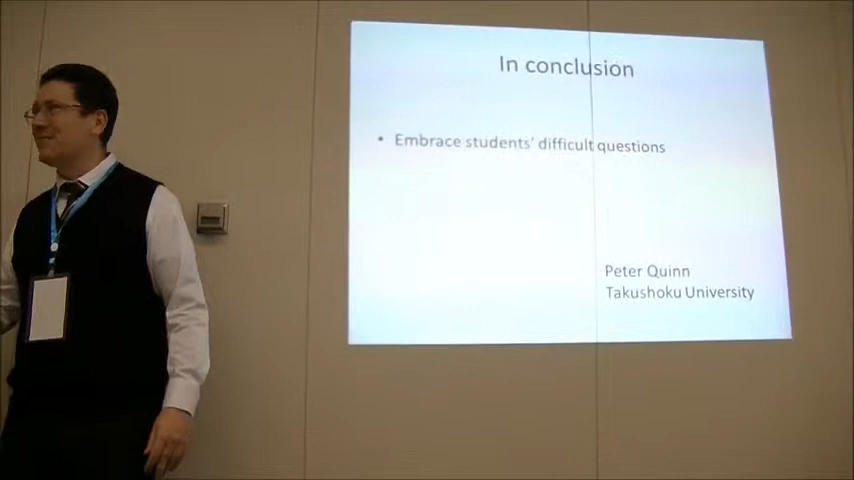 In conclusion
• Embrace students' difficult questions
Peter Quinn
Takushoku University